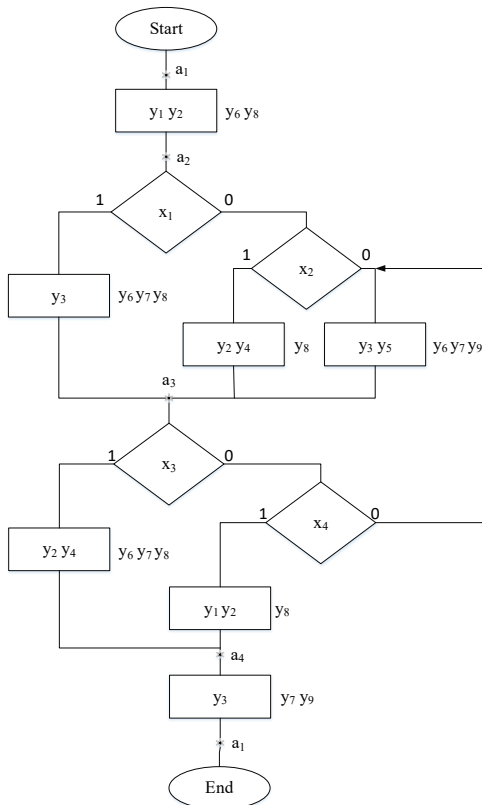 Start
a₁
y₁ y₂ y₆ y₈
a₂
1 x₁ 0
1 x₂ 0
y₃ y₆ y₇ y₈
y₂ y₄ y₈ y₃ y₅ y₆ y₇ y₉
a₃
1 x₃ 0
1 x₄ 0
y₂ y₄ y₆ y₇ y₈
y₁ y₂ y₈
a₄
y₃ y₇ y₉
a₁
End